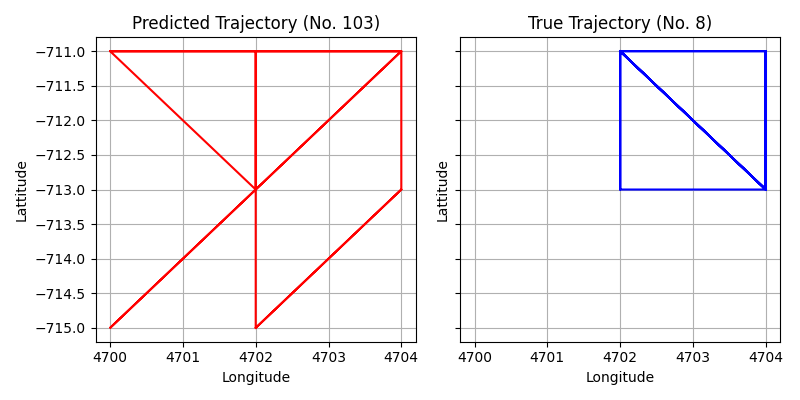 Predicted Trajectory (No. 103)
True Trajectory (No. 8)
Lattitude
−711.0
−711.5
−712.0
−712.5
−713.0
−713.5
−714.0
−714.5
−715.0
4700 4701 4702 4703 4704
Longitude
Lattitude
4700 4701 4702 4703 4704
Longitude